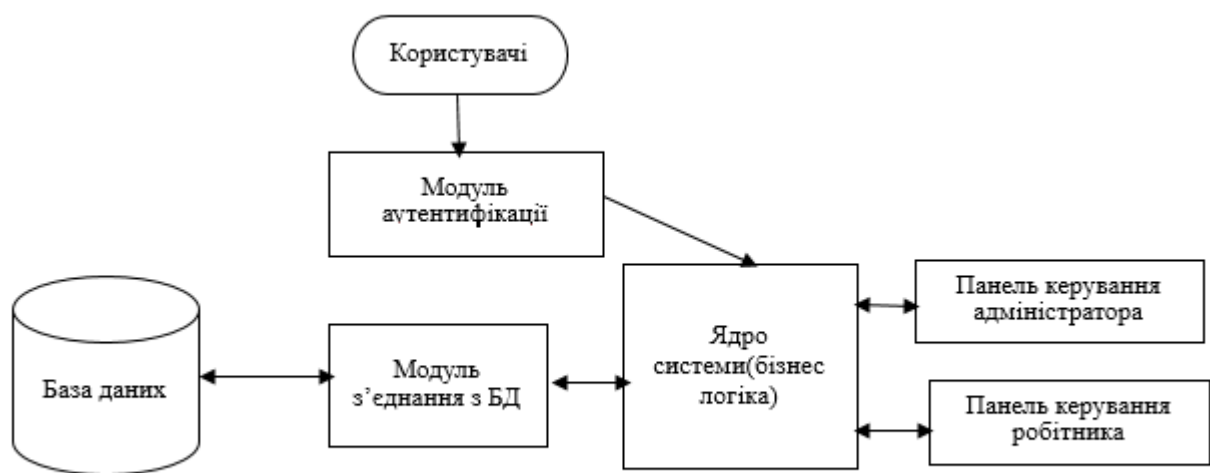 Користувачі
Модуль
аутентифікації
Панель керування
адміністратора
Ядро
системи(бізнес
логіка)
База даних
Модуль
з’єднання з БД
Панель керування
робітника